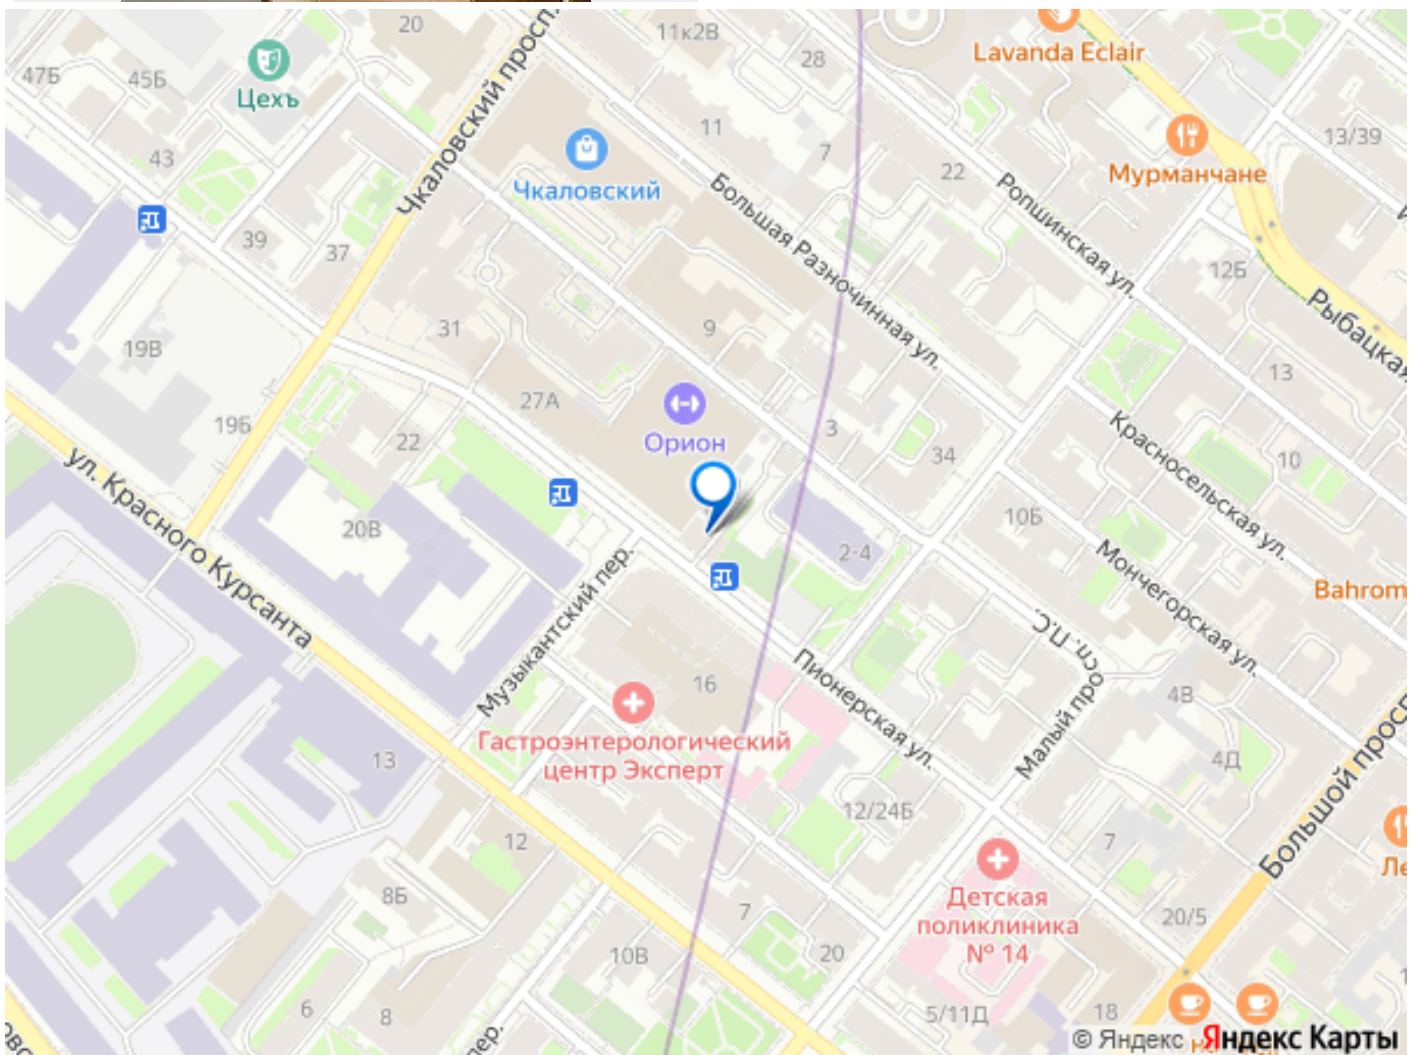 20
11к2В
28
Lavanda Eclair
47Б
45Б
Цехъ
Чкаловский просп.
43
11
7
13/39
Мурманчане
22
Чкаловский
Ропшинская ул.
39
37
Большая Разночинная ул.
12Б
Рыбацкая
31
9
19В
13
27А
Орион
3
34
22
19Б
10
Красносельская ул.
ул. Красного Курсанта
20В
10Б
2-4
Мончегорская ул.
Bahrom
Музыкантский пер.
Малый просп. П.С.
Пионерская ул.
16
4В
Гастроэнтерологический
центр Эксперт
13
4Д
Большой просп
12/24Б
12
7
Ле
8Б
Детская
поликлиника
№ 14
7
20/5
20
10В
6
8
5/11Д
18
пер.
© Яндекс Яндекс Карты